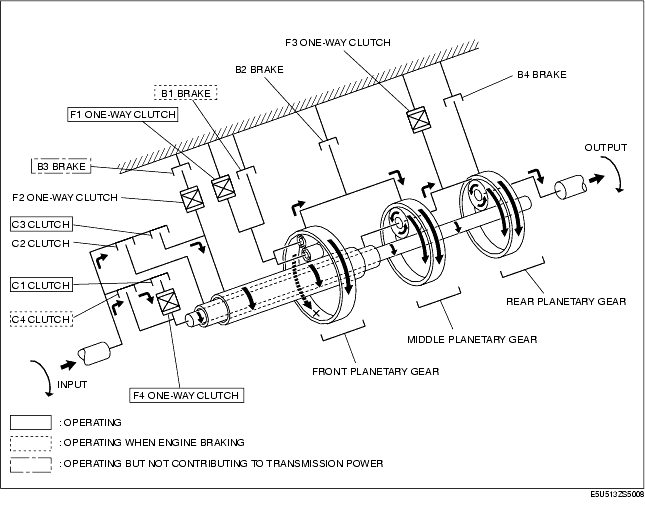 F3 ONE-WAY CLUTCH
B2 BRAKE
B4 BRAKE
B1 BRAKE
F1 ONE-WAY CLUTCH
OUTPUT
B3 BRAKE
F2 ONE-WAY CLUTCH
C3 CLUTCH
C2 CLUTCH
C1 CLUTCH
C4 CLUTCH
REAR PLANETARY GEAR
MIDDLE PLANETARY GEAR
FRONT PLANETARY GEAR
INPUT
F4 ONE-WAY CLUTCH
: OPERATING
: OPERATING WHEN ENGINE BRAKING
: OPERATING BUT NOT CONTRIBUTING TO TRANSMISSION POWER
E5U513ZS5008